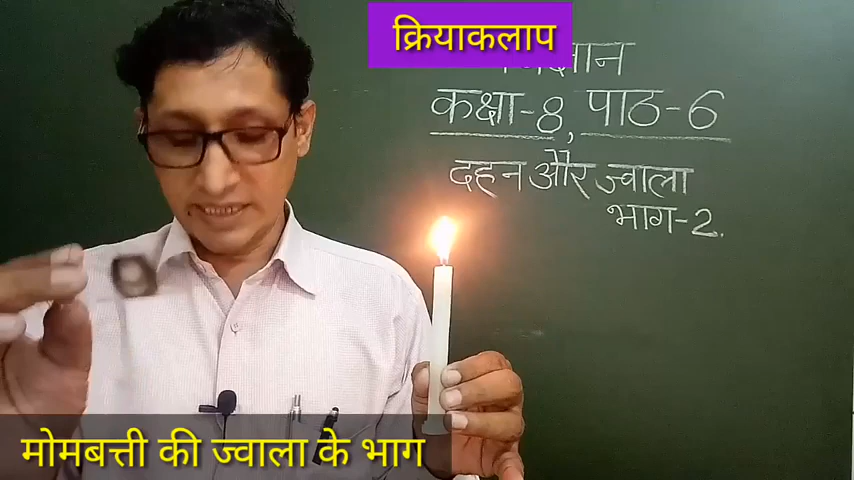 क्रियाकलाप
कक्षा-8, पाठ-6
दहन और ज्वाला
भाग-2.
मोमबत्ती की ज्वाला के भाग